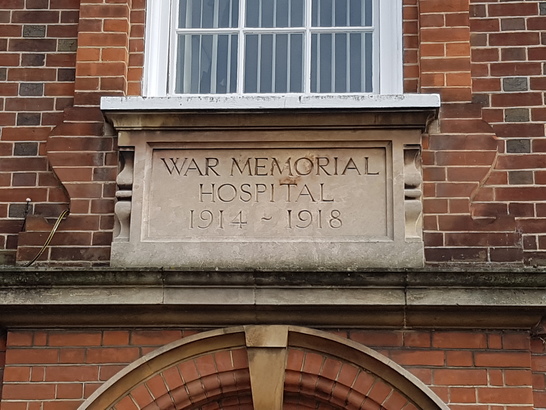 WAR MEMORIAL
HOSPITAL
1914 ~ 1918